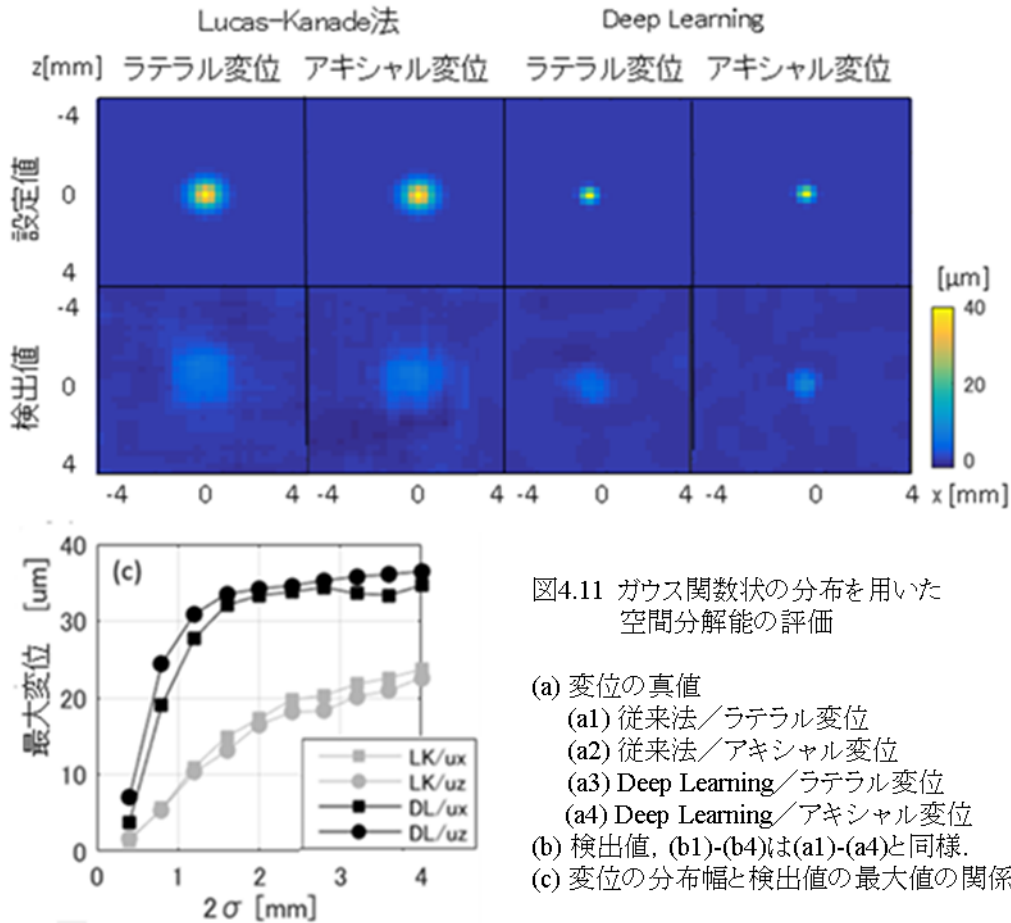 Lucas-Kanade法 Deep Learning
z[mm] ラテラル変位 アキシャル変位 ラテラル変位 アキシャル変位
-4
設定値 0
4
[μm]
-4 40
検出値 0 20
4 0
-4 0 4 -4 0 4 -4 0 4 -4 0 4 x [mm]
(c)
最大変位 [um]
40
30
20
10
0
LK/ux
LK/uz
DL/ux
DL/uz
0 1 2 3 4
2σ [mm]
図4.11 ガウス関数状の分布を用いた
空間分解能の評価
(a) 変位の真値
(a1) 従来法／ラテラル変位
(a2) 従来法／アキシャル変位
(a3) Deep Learning／ラテラル変位
(a4) Deep Learning／アキシャル変位
(b) 検出値, (b1)-(b4)は(a1)-(a4)と同様.
(c) 変位の分布幅と検出値の最大値の関係